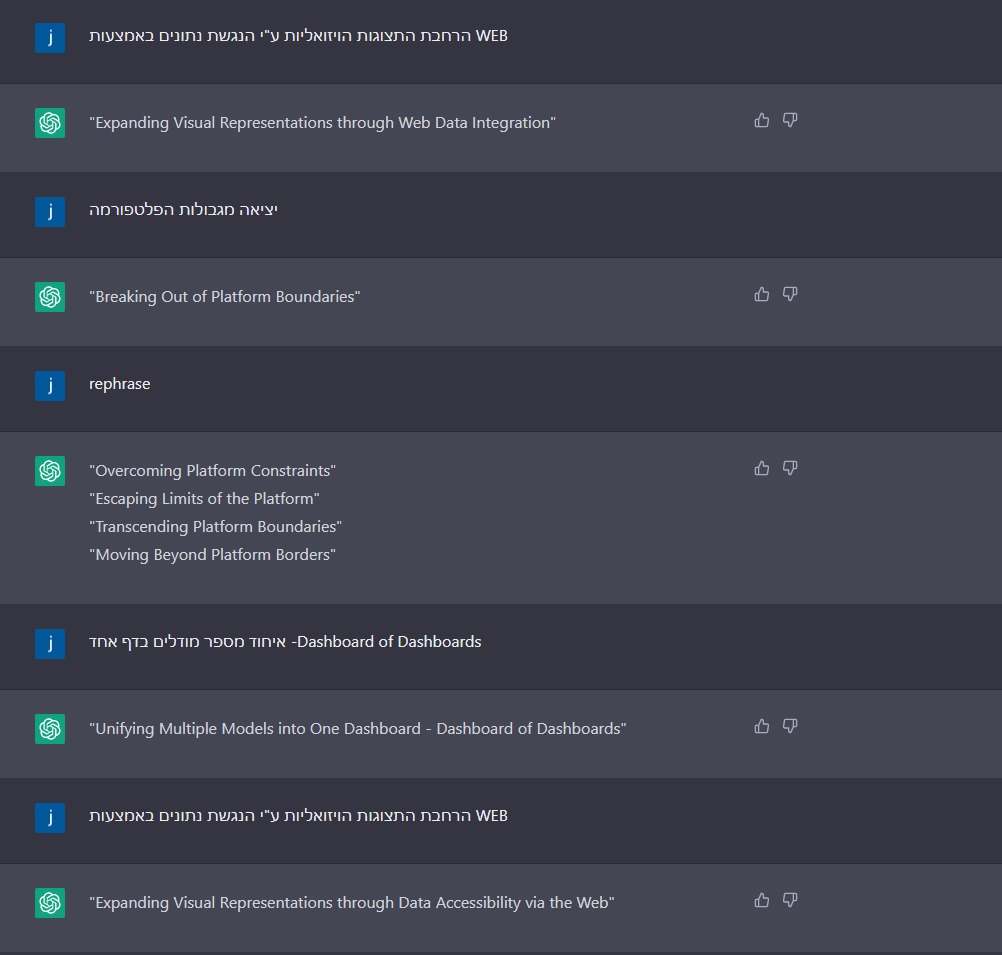 j
הרחבת התצוגות הויזואליות ע"י הנגשת נתונים באמצעות WEB
"Expanding Visual Representations through Web Data Integration"
j
יציאה מגבולות הפלטפורמה
"Breaking Out of Platform Boundaries"
j
rephrase
"Overcoming Platform Constraints"
"Escaping Limits of the Platform"
"Transcending Platform Boundaries"
"Moving Beyond Platform Borders"
j
איחוד מספר מודלים בדף אחד -Dashboard of Dashboards
"Unifying Multiple Models into One Dashboard - Dashboard of Dashboards"
j
הרחבת התצוגות הויזואליות ע"י הנגשת נתונים באמצעות WEB
"Expanding Visual Representations through Data Accessibility via the Web"